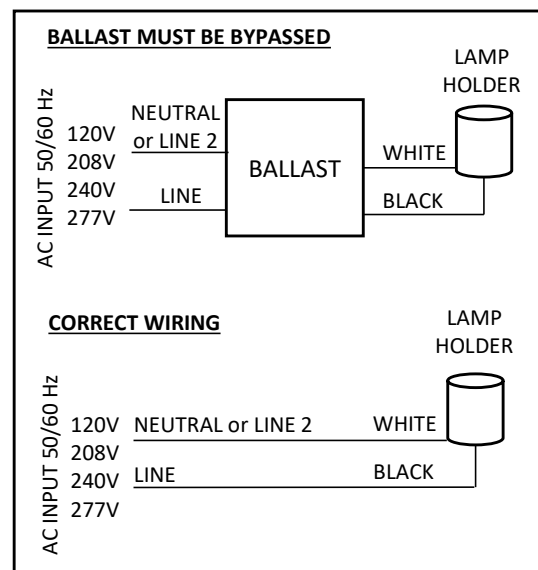 BALLAST MUST BE BYPASSED
LAMP
HOLDER
AC INPUT 50/60 Hz
120V
208V
240V
277V
NEUTRAL
or LINE 2
LINE
BALLAST
WHITE
BLACK
CORRECT WIRING
LAMP
HOLDER
AC INPUT 50/60 Hz
120V NEUTRAL or LINE 2 WHITE
208V
240V LINE BLACK
277V